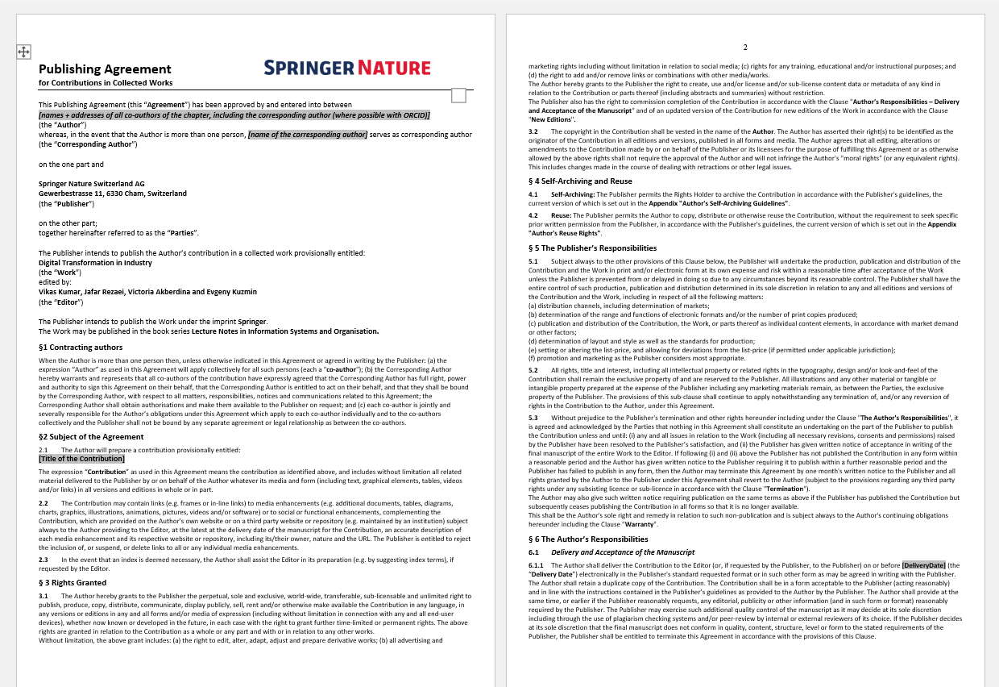 Publishing Agreement
SPRINGER NATURE
for Contributions in Collected Works
This Publishing Agreement (this “Agreement”) has been approved by and entered into between
[names + addresses of all co-authors of the chapter, including the corresponding author (where possible with ORCID)]
(the “Author”)
whereas, in the event that the Author is more than one person, [name of the corresponding author] serves as corresponding author
(the “Corresponding Author”)
on the one part and
Springer Nature Switzerland AG
Gewerbestrasse 11, 6330 Cham, Switzerland
(the “Publisher”)
on the other part;
together hereinafter referred to as the “Parties”.
The Publisher intends to publish the Author’s contribution in a collected work provisionally entitled:
Digital Transformation in Industry
(the “Work”)
edited by:
Vikas Kumar, Jafar Rezaei, Victoria Akberdina and Evgeny Kuzmin
(the “Editor”)
The Publisher intends to publish the Work under the imprint Springer.
The Work may be published in the book series Lecture Notes in Information Systems and Organisation.
§1 Contracting authors
When the Author is more than one person then, unless otherwise indicated in this Agreement or agreed in writing by the Publisher: (a) the
expression “Author” as used in this Agreement will apply collectively for all such persons (each a "co-author"); (b) the Corresponding Author
hereby warrants and represents that all co-authors of the contribution have expressly agreed that the Corresponding Author has full right, power
and authority to sign this Agreement on their behalf, that the Corresponding Author is entitled to act on their behalf, and that they shall be bound
by the Corresponding Author, with respect to all matters, responsibilities, notices and communications related to this Agreement; the
Corresponding Author shall obtain authorisations and make them available to the Publisher on request; and (c) each co-author is jointly and
severally responsible for the Author’s obligations under this Agreement which apply to each co-author individually and to the co-authors
collectively and the Publisher shall not be bound by any separate agreement or legal relationship as between the co-authors.
§2 Subject of the Agreement
2.1 The Author will prepare a contribution provisionally entitled:
[Title of the Contribution]
The expression “Contribution” as used in this Agreement means the contribution as identified above, and includes without limitation all related
material delivered to the Publisher by or on behalf of the Author whatever its media and form (including text, graphical elements, tables, videos
and/or links) in all versions and editions in whole or in part.
2.2 The Contribution may contain links (e.g. frames or in-line links) to media enhancements (e.g. additional documents, tables, diagrams,
charts, graphics, illustrations, animations, pictures, videos and/or software) or to social or functional enhancements, complementing the
Contribution, which are provided on the Author's own website or on a third party website or repository (e.g. maintained by an institution) subject
always to the Author providing to the Editor, at the latest at the delivery date of the manuscript for the Contribution, an accurate description of
each media enhancement and its respective website or repository, including its/their owner, nature and the URL. The Publisher is entitled to reject
the inclusion of, or suspend, or delete links to all or any individual media enhancements.
2.3 In the event that an index is deemed necessary, the Author shall assist the Editor in its preparation (e.g. by suggesting index terms), if
requested by the Editor.
§ 3 Rights Granted
3.1 The Author hereby grants to the Publisher the perpetual, sole and exclusive, world-wide, transferable, sub-licensable and unlimited right to
publish, produce, copy, distribute, communicate, display publicly, sell, rent and/or otherwise make available the Contribution in any language, in
any versions or editions in any and all forms and/or media of expression (including without limitation in connection with any and all end-user
devices), whether now known or developed in the future, in each case with the right to grant further time-limited or permanent rights. The above
rights are granted in relation to the Contribution as a whole or any part and with or in relation to any other works.
Without limitation, the above grant includes: (a) the right to edit, alter, adapt, adjust and prepare derivative works; (b) all advertising and
2
marketing rights including without limitation in relation to social media; (c) rights for any training, educational and/or instructional purposes; and
(d) the right to add and/or remove links or combinations with other media/works.
The Author hereby grants to the Publisher the right to create, use and/or license and/or sub-license content data or metadata of any kind in
relation to the Contribution or parts thereof (including abstracts and summaries) without restriction.
The Publisher also has the right to commission completion of the Contribution in accordance with the Clause "Author’s Responsibilities – Delivery
and Acceptance of the Manuscript" and of an updated version of the Contribution for new editions of the Work in accordance with the Clause
"New Editions".
3.2 The copyright in the Contribution shall be vested in the name of the Author. The Author has asserted their right(s) to be identified as the
originator of the Contribution in all editions and versions, published in all forms and media. The Author agrees that all editing, alterations or
amendments to the Contribution made by or on behalf of the Publisher or its licensees for the purpose of fulfilling this Agreement or as otherwise
allowed by the above rights shall not require the approval of the Author and will not infringe the Author's "moral rights" (or any equivalent rights).
This includes changes made in the course of dealing with retractions or other legal issues.
§ 4 Self-Archiving and Reuse
4.1 Self-Archiving: The Publisher permits the Rights Holder to archive the Contribution in accordance with the Publisher's guidelines, the
current version of which is set out in the Appendix "Author's Self-Archiving Guidelines".
4.2 Reuse: The Publisher permits the Author to copy, distribute or otherwise reuse the Contribution, without the requirement to seek specific
prior written permission from the Publisher, in accordance with the Publisher's guidelines, the current version of which is set out in the Appendix
"Author's Reuse Rights".
§ 5 The Publisher’s Responsibilities
5.1 Subject always to the other provisions of this Clause below, the Publisher will undertake the production, publication and distribution of the
Contribution and the Work in print and/or electronic form at its own expense and risk within a reasonable time after acceptance of the Work
unless the Publisher is prevented from or delayed in doing so due to any circumstances beyond its reasonable control. The Publisher shall have the
entire control of such production, publication and distribution determined in its sole discretion in relation to any and all editions and versions of
the Contribution and the Work, including in respect of all the following matters:
(a) distribution channels, including determination of markets;
(b) determination of the range and functions of electronic formats and/or the number of print copies produced;
(c) publication and distribution of the Contribution, the Work, or parts thereof as individual content elements, in accordance with market demand
or other factors;
(d) determination of layout and style as well as the standards for production;
(e) setting or altering the list-price, and allowing for deviations from the list-price (if permitted under applicable jurisdiction);
(f) promotion and marketing as the Publisher considers most appropriate.
5.2 All rights, title and interest, including all intellectual property or related rights in the typography, design and/or look-and-feel of the
Contribution shall remain the exclusive property of and are reserved to the Publisher. All illustrations and any other material or tangible or
intangible property prepared at the expense of the Publisher including any marketing materials remain, as between the Parties, the exclusive
property of the Publisher. The provisions of this sub-clause shall continue to apply notwithstanding any termination of, and/or any reversion of
rights in the Contribution to the Author, under this Agreement.
5.3 Without prejudice to the Publisher's termination and other rights hereunder including under the Clause "The Author's Responsibilities", it
is agreed and acknowledged by the Parties that nothing in this Agreement shall constitute an undertaking on the part of the Publisher to publish
the Contribution unless and until: (i) any and all issues in relation to the Work (including all necessary revisions, consents and permissions) raised
by the Publisher have been resolved to the Publisher’s satisfaction, and (ii) the Publisher has given written notice of acceptance in writing of the
final manuscript of the entire Work to the Editor. If following (i) and (ii) above the Publisher has not published the Contribution in any form within
a reasonable period and the Author has given written notice to the Publisher requiring it to publish within a further reasonable period and the
Publisher has failed to publish in any form, then the Author may terminate this Agreement by one month's written notice to the Publisher and all
rights granted by the Author to the Publisher under this Agreement shall revert to the Author (subject to the provisions regarding any third party
rights under any subsisting licence or sub-licence in accordance with the Clause "Termination").
The Author may also give such written notice requiring publication on the same terms as above if the Publisher has published the Contribution but
subsequently ceases publishing the Contribution in all forms so that it is no longer available.
This shall be the Author's sole right and remedy in relation to such non-publication and is subject always to the Author's continuing obligations
hereunder including the Clause "Warranty".
§ 6 The Author’s Responsibilities
6.1 Delivery and Acceptance of the Manuscript
6.1.1 The Author shall deliver the Contribution to the Editor (or, if requested by the Publisher, to the Publisher) on or before [DeliveryDate] (the
"Delivery Date") electronically in the Publisher's standard requested format or in such other form as may be agreed in writing with the Publisher.
The Author shall retain a duplicate copy of the Contribution. The Contribution shall be in a form acceptable to the Publisher (acting reasonably)
and in line with the instructions contained in the Publisher's guidelines as provided to the Author by the Publisher. The Author shall provide at the
same time, or earlier if the Publisher reasonably requests, any editorial, publicity or other information (and in such form or format) reasonably
required by the Publisher. The Publisher may exercise such additional quality control of the manuscript as it may decide at its sole discretion
including through the use of plagiarism checking systems and/or peer-review by internal or external reviewers of its choice. If the Publisher decides
at its sole discretion that the final manuscript does not conform in quality, content, structure, level or form to the stated requirements of the
Publisher, the Publisher shall be entitled to terminate this Agreement in accordance with the provisions of this Clause.